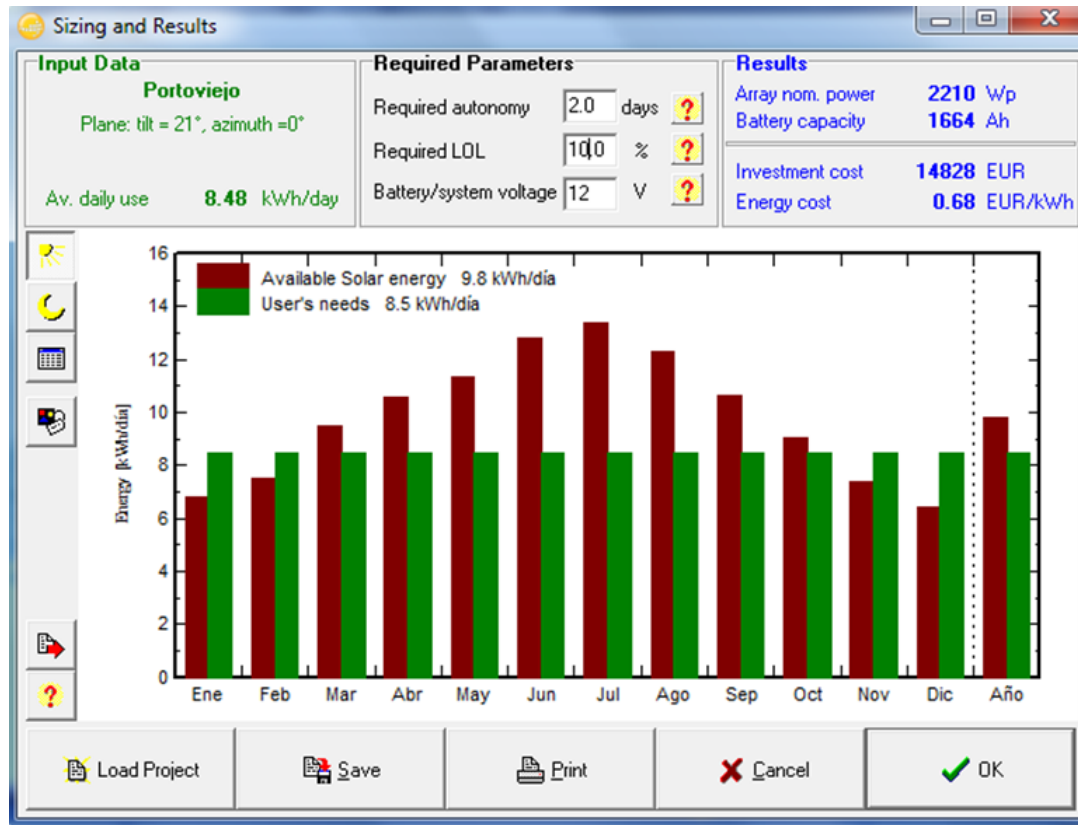 Sizing and Results
Input Data
Portoviejo
Plane: tilt = 21°, azimuth =0°
Av. daily use 8.48 kWh/day
Required Parameters
Required autonomy 2.0 days ?
Required LOL 10.0 % ?
Battery/system voltage 12 V ?
Results
Array nom. power 2210 Wp
Battery capacity 1664 Ah
Investment cost 14828 EUR
Energy cost 0.68 EUR/kWh
Available Solar energy 9.8 kWh/día
User's needs 8.5 kWh/día
Energy [kWh/día]
16
14
12
10
8
6
4
2
0
Ene Feb Mar Abr May Jun Jul Ago Sep Oct Nov Dic Año
?
Load Project Save Print Cancel OK